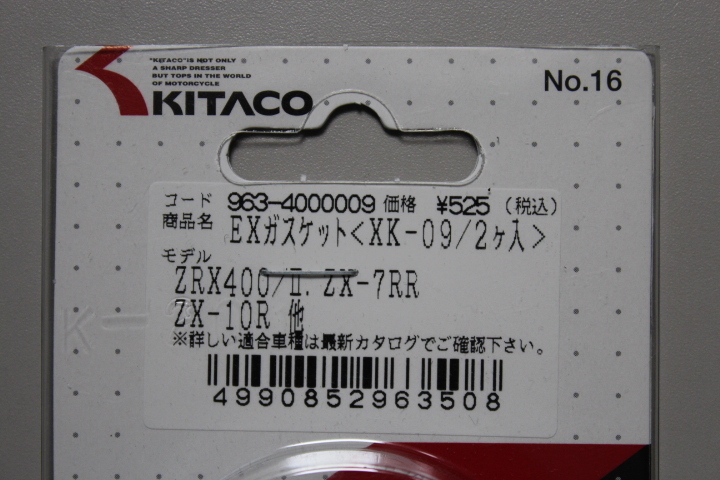 "KITACO" IS NOT ONLY
A SHARP DRESSER
BUT TOPS IN THE WORLD
OF MOTORCYCLE
KITACO
No.16
コード 963-4000009 価格 ¥525 (税込)
商品名 EXガスケット<XK-09/2ヶ入>
モデル
ZRX400/Ⅱ. ZX-7RR
ZX-10R 他
※詳しい適合車種は最新カタログでご確認下さい。
4990852963508